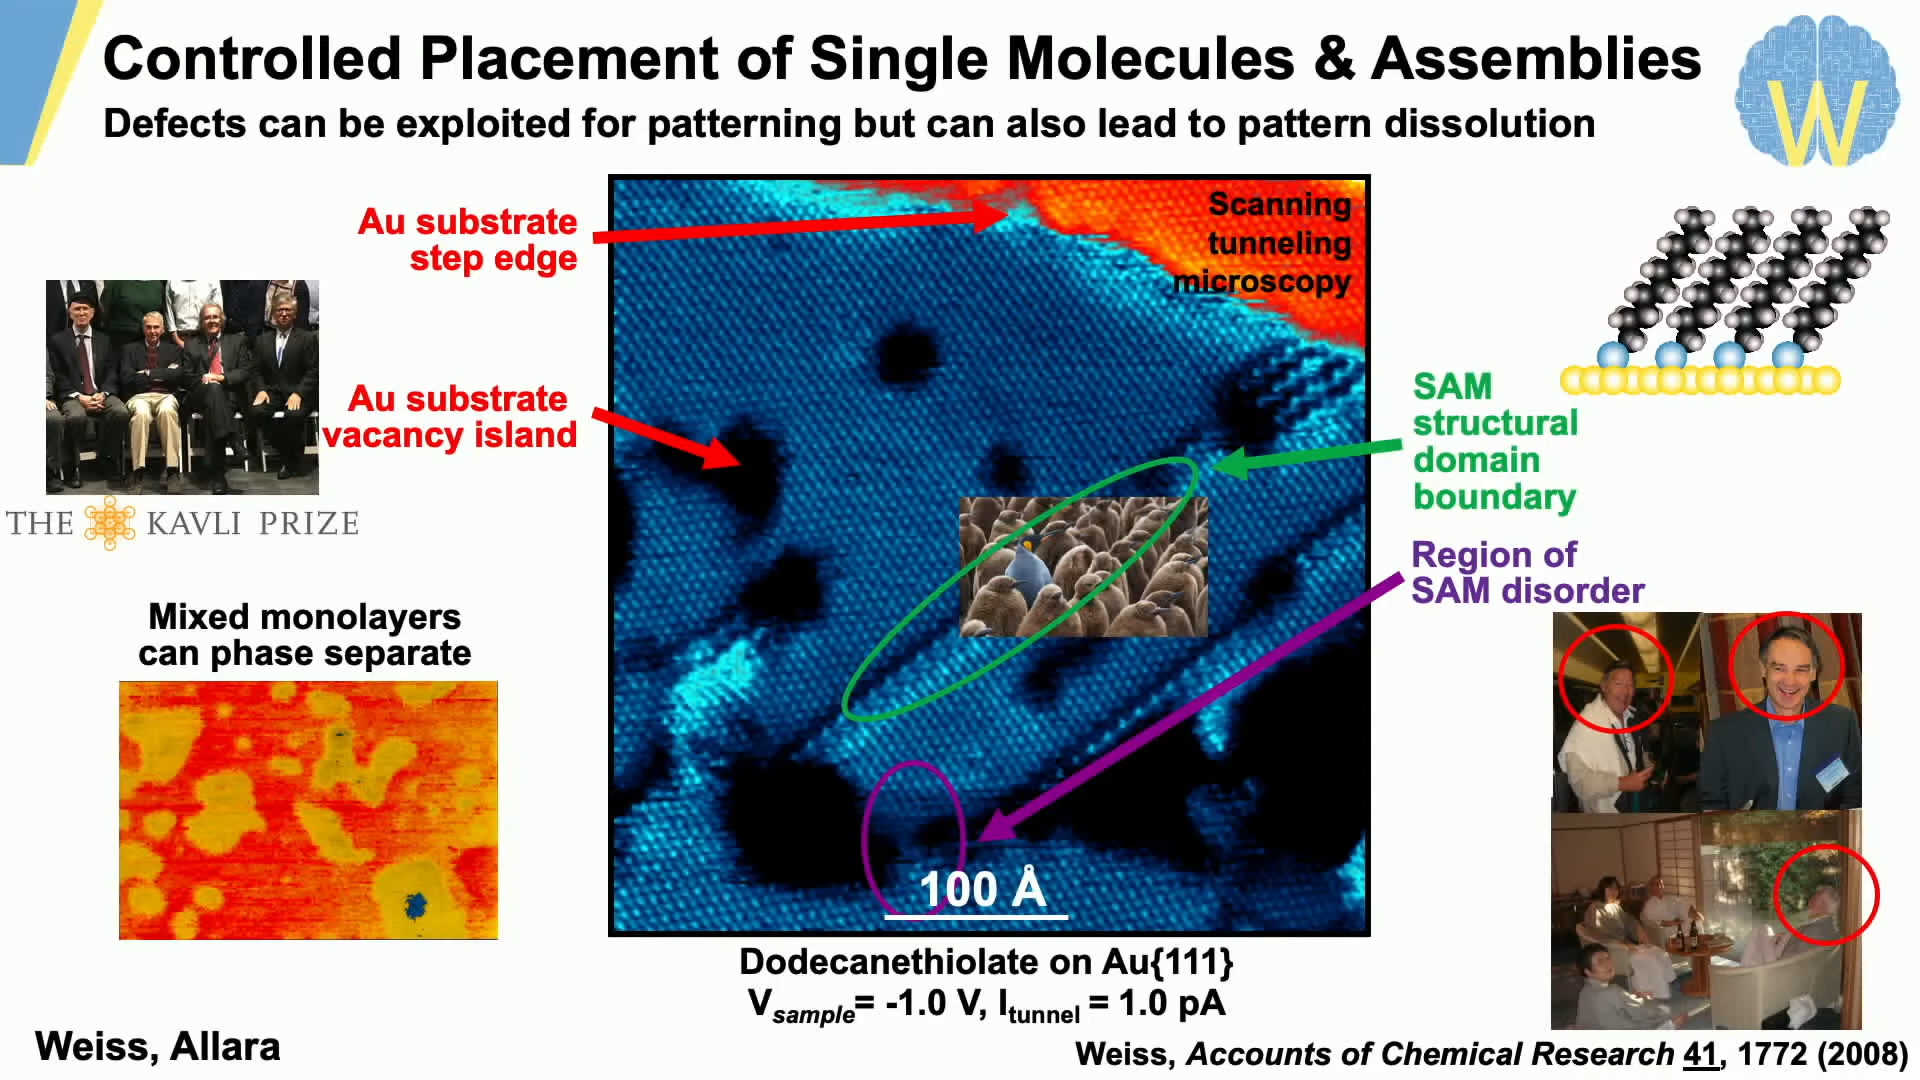 Controlled Placement of Single Molecules & Assemblies
Defects can be exploited for patterning but can also lead to pattern dissolution
W
Au substrate
step edge
Scanning
tunneling
microscopy
Au substrate
vacancy island
SAM
structural
domain
boundary
THE KAVLI PRIZE
Region of
SAM disorder
Mixed monolayers
can phase separate
100 Å
Dodecanethiolate on Au{111}
Vsample= -1.0 V, Itunnel = 1.0 pA
Weiss, Allara
Weiss, Accounts of Chemical Research 41, 1772 (2008)